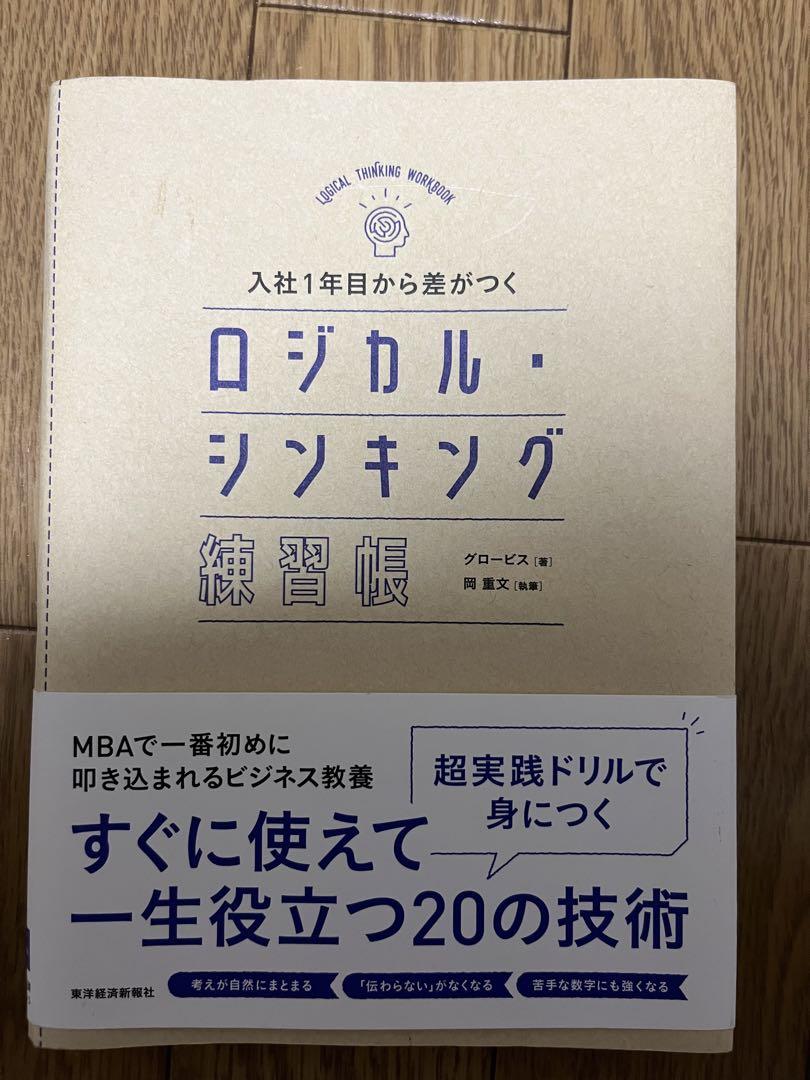 LOGICAL THINKING WORKBOOK
入社1年目から差がつく
ロジカル・
シンキング
練習帳
グロービス [著]
岡 重文 [執筆]
MBAで一番初めに
叩き込まれるビジネス教養
超実践ドリルで
身につく
すぐに使えて
一生役立つ20の技術
東洋経済新報社
考えが自然にまとまる
「伝わらない」がなくなる
苦手な数字にも強くなる